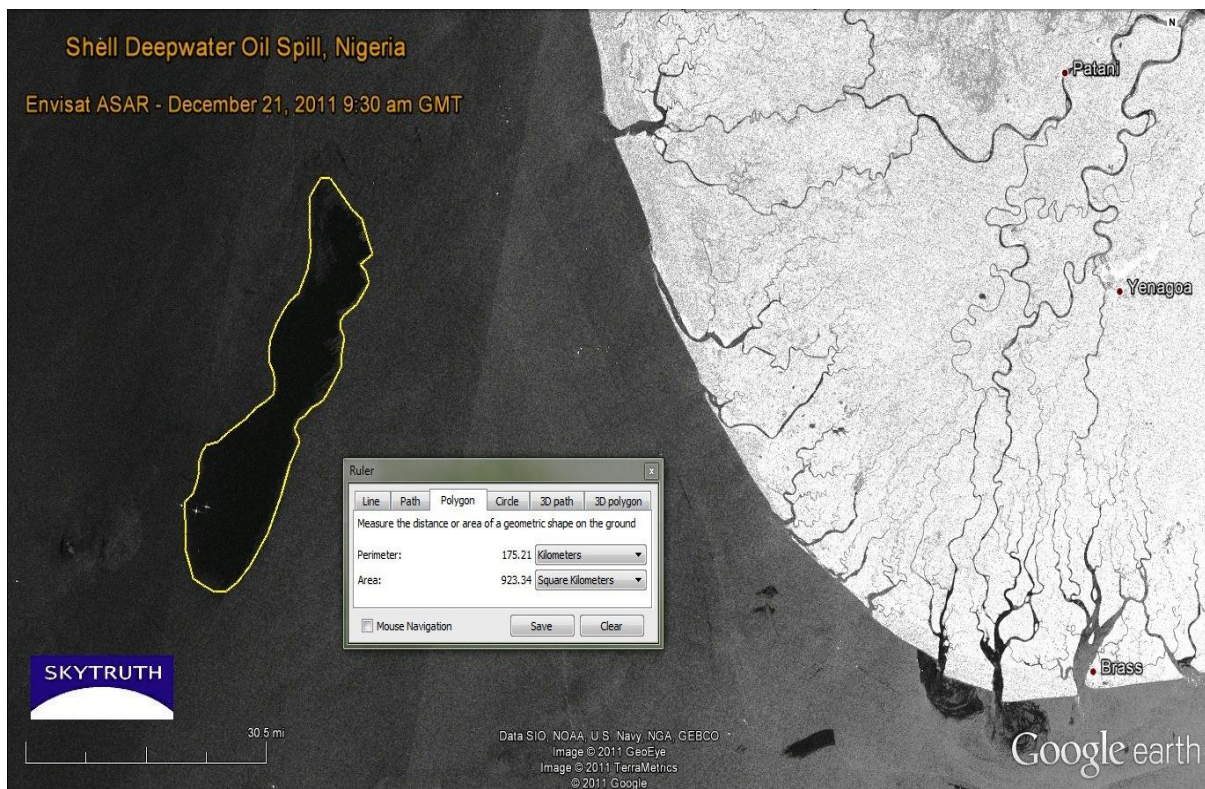 Shell Deepwater Oil Spill, Nigeria
Envisat ASAR - December 21, 2011 9:30 am GMT
N
Patani
Yenagoa
Ruler
x
Line Path Polygon Circle 3D path 3D polygon
Measure the distance or area of a geometric shape on the ground
Perimeter: 175.21 Kilometers
Area: 923.34 Square Kilometers
Mouse Navigation Save Clear
SKYTRUTH
Brass
30.5 mi
Data SIO, NOAA, U.S. Navy, NGA, GEBCO
Image © 2011 GeoEye
Image © 2011 TerraMetrics
© 2011 Google
Google earth